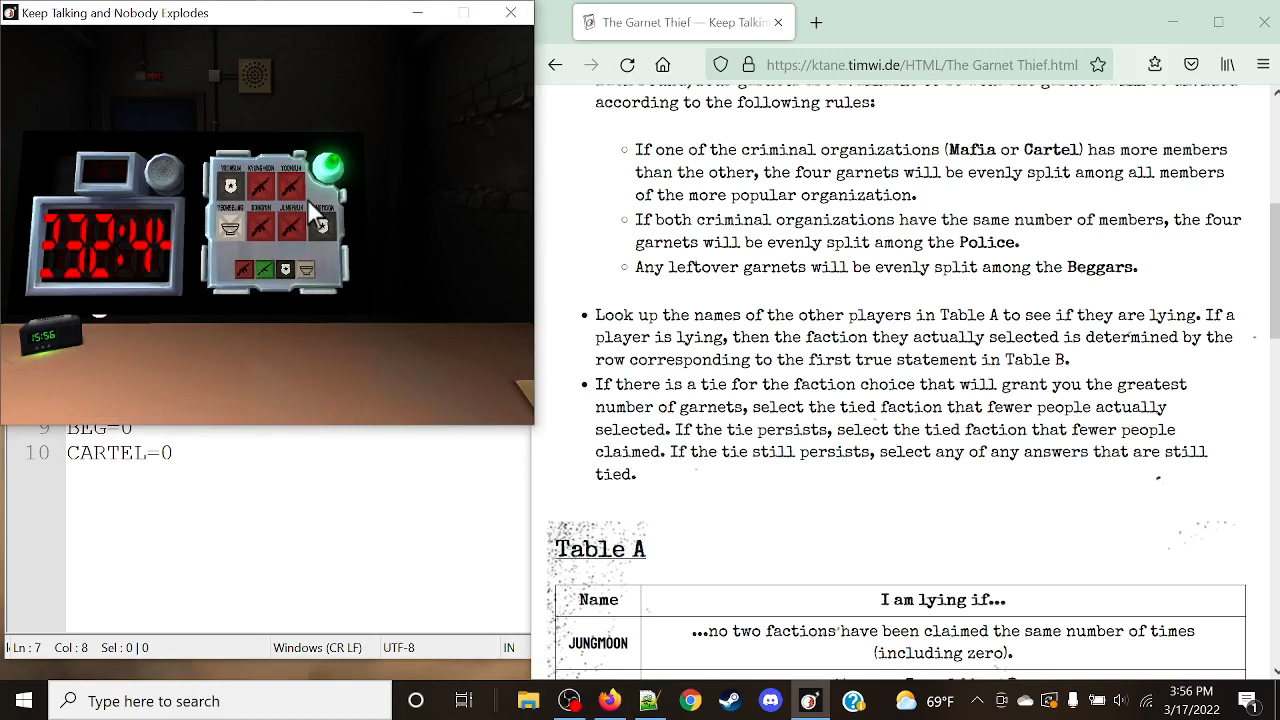 Keep Talking and Nobody Explodes
YOONSUN KYUNGHOON YOOHYUN
YEONSEUNG DONGMIN JUNGHYUN
15:56
9 BEG=0
10 CARTEL=0
Ln : 7 Col : 8 Sel : 0 | 0 Windows (CR LF) UTF-8 IN
The Garnet Thief — Keep Talkin
https://ktane.timwi.de/HTML/The Garnet Thief.html
according to the following rules:
If one of the criminal organizations (Mafia or Cartel) has more members
than the other, the four garnets will be evenly split among all members
of the more popular organization.
If both criminal organizations have the same number of members, the four
garnets will be evenly split among the Police.
Any leftover garnets will be evenly split among the Beggars.
Look up the names of the other players in Table A to see if they are lying. If a
player is lying, then the faction they actually selected is determined by the
row corresponding to the first true statement in Table B.
If there is a tie for the faction choice that will grant you the greatest
number of garnets, select the tied faction that fewer people actually
selected. If the tie persists, select the tied faction that fewer people
claimed. If the tie still persists, select any of any answers that are still
tied.
Table A
Name I am lying if...
JUNGMOON ...no two factions have been claimed the same number of times
(including zero).
Type here to search
69°F
3:56 PM
3/17/2022